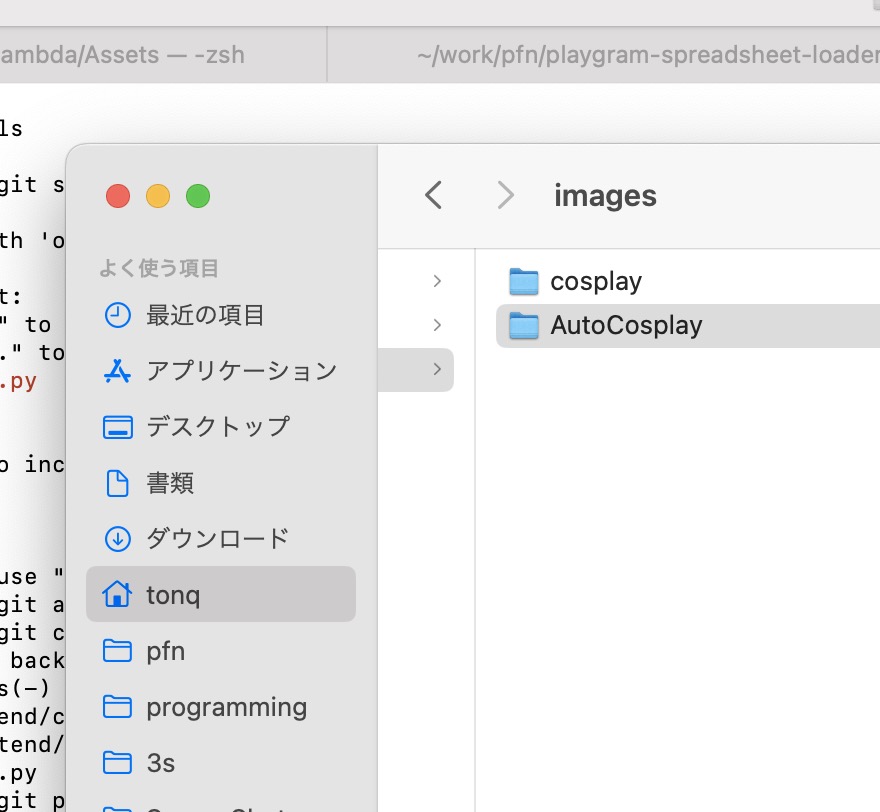 ambda/Assets — -zsh
~/work/pfn/playgram-spreadsheet-loader
ls
git s
th 'o
t:
" to
." to
.py
o inc
use "
git a
git c
back
s(-)
end/c
tend/
.py
git p
images
よく使う項目
最近の項目
アプリケーション
デスクトップ
書類
ダウンロード
tonq
pfn
programming
3s
cosplay
AutoCosplay